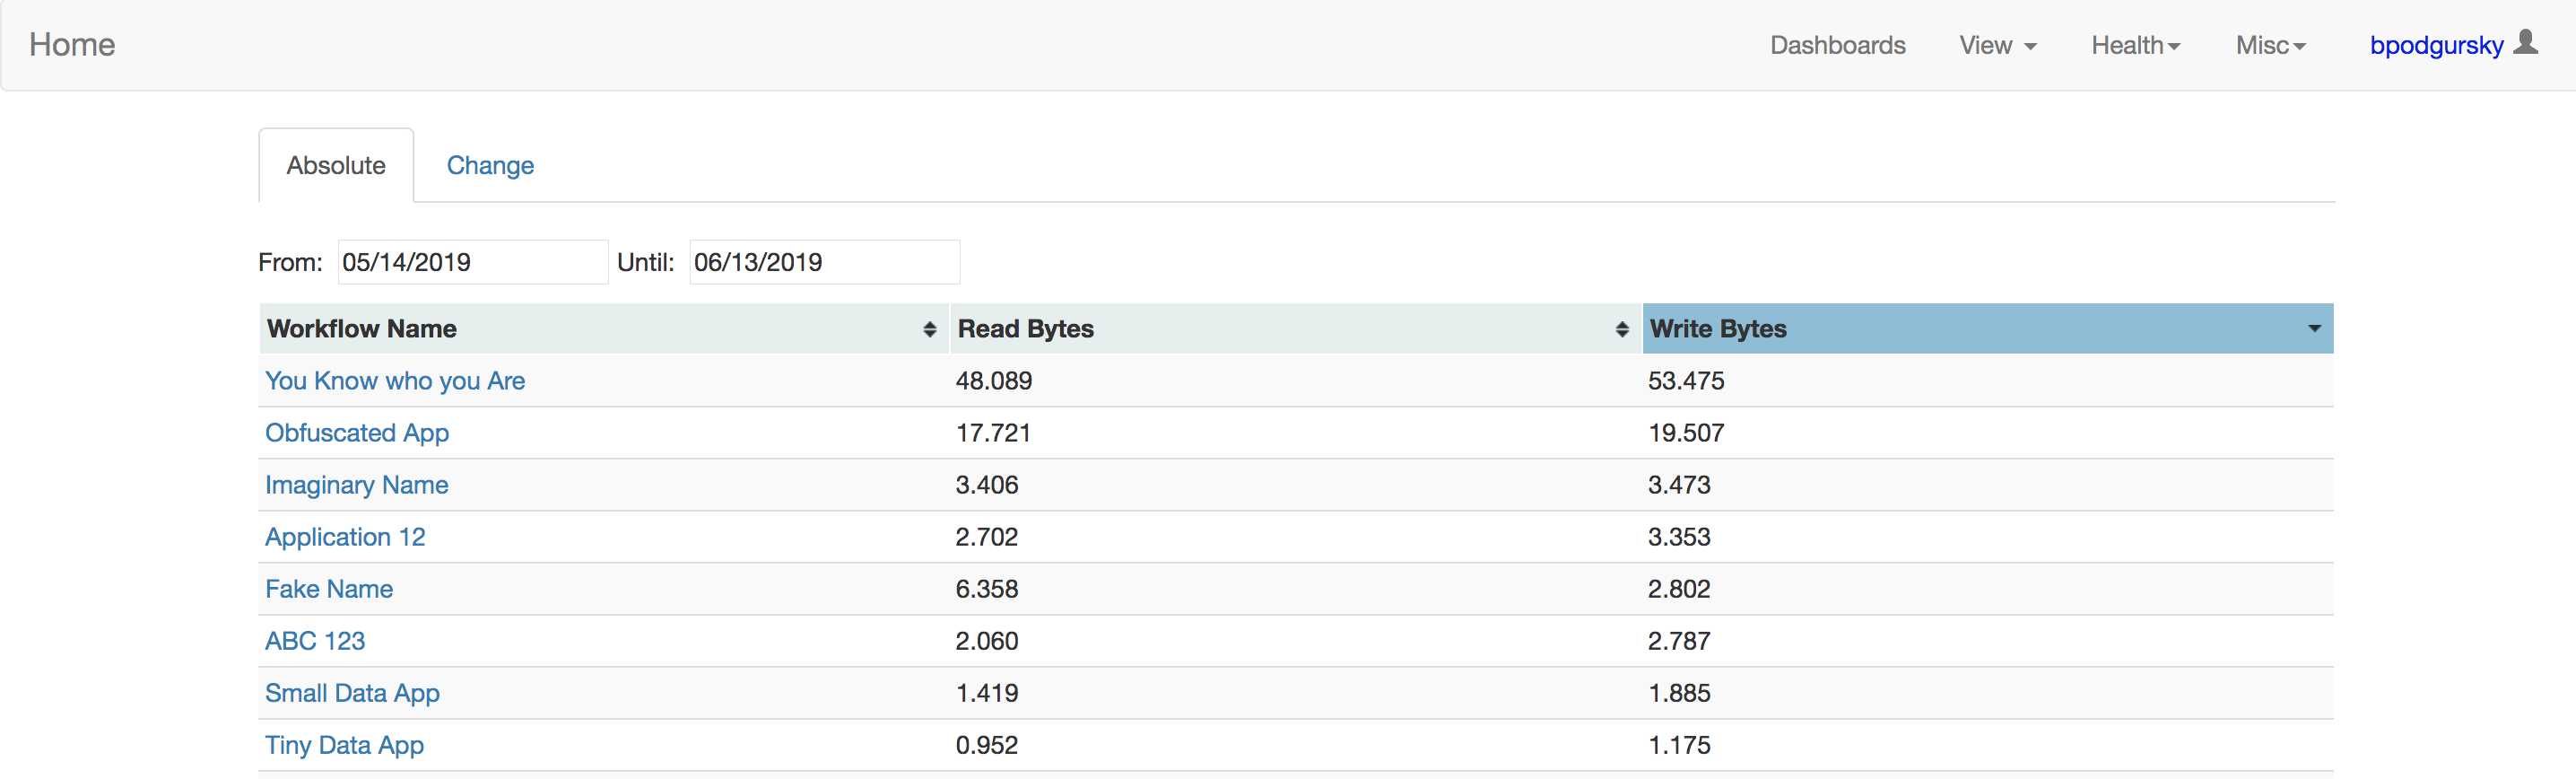 Home Dashboards View Health Misc bpodgursky
Absolute Change
From: 05/14/2019 Until: 06/13/2019
Workflow Name Read Bytes Write Bytes
You Know who you Are 48.089 53.475
Obfuscated App 17.721 19.507
Imaginary Name 3.406 3.473
Application 12 2.702 3.353
Fake Name 6.358 2.802
ABC 123 2.060 2.787
Small Data App 1.419 1.885
Tiny Data App 0.952 1.175